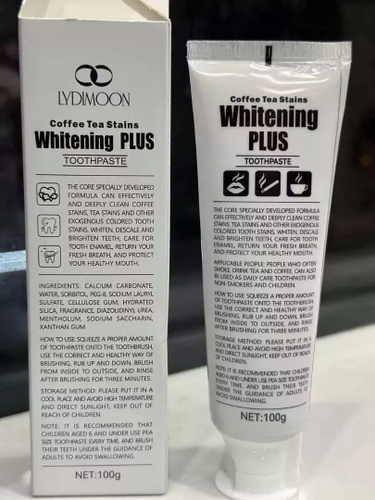 LYDIMOON
Coffee Tea Stains
Whitening PLUS
TOOTHPASTE
THE CORE SPECIALLY DEVELOPED
FORMULA CAN EFFECTIVELY
AND DEEPLY CLEAN COFFEE
STAINS, TEA STAINS AND OTHER
EXOGENOUS COLORED TOOTH
STAINS, WHITEN, DESCALE AND
BRIGHTEN TEETH, CARE FOR
TOOTH ENAMEL, RETURN YOUR
FRESH BREATH, AND PROTECT
YOUR HEALTHY MOUTH.
INGREDIENTS: CALCIUM CARBONATE,
WATER, SORBITOL, PEG-8, SODIUM LAURYL
SULFATE, CELLULOSE GUM, HYDRATED
SILICA, FRAGRANCE, DIAZOLIDINYL UREA,
MENTHOLUM, SODIUM SACCHARIN,
XANTHAN GUM
HOW TO USE: SQUEEZE A PROPER AMOUNT
OF TOOTHPASTE ONTO THE TOOTHBRUSH,
USE THE CORRECT AND HEALTHY WAY OF
BRUSHING, RUB UP AND DOWN, BRUSH
FROM INSIDE TO OUTSIDE, AND RINSE
AFTER BRUSHING FOR THREE MINUTES.
STORAGE METHOD: PLEASE PUT IT IN A
COOL PLACE AND AVOID HIGH TEMPERATURE
AND DIRECT SUNLIGHT, KEEP OUT OF
REACH OF CHILDREN.
NOTE: IT IS RECOMMENDED THAT
CHILDREN AGED 6 AND UNDER USE PEA
SIZE TOOTHPASTE EVERY TIME, AND BRUSH
THEIR TEETH UNDER THE GUIDANCE OF
ADULTS TO AVOID SWALLOWING.
NET:100g
Coffee Tea Stains
Whitening
PLUS
TOOTHPASTE
THE CORE SPECIALLY DEVELOPED FORMULA
CAN EFFECTIVELY AND DEEPLY CLEAN COFFEE
STAINS, TEA STAINS AND OTHER EXOGENOUS
COLORED TOOTH STAINS, WHITEN, DESCALE
AND BRIGHTEN TEETH, CARE FOR TOOTH
ENAMEL, RETURN YOUR FRESH BREATH,
AND PROTECT YOUR HEALTHY MOUTH.
APPLICABLE PEOPLE: PEOPLE WHO OFTEN
SMOKE, DRINK TEA AND COFFEE, CAN ALSO
BE USED AS DAILY CARE TOOTHPASTE FOR
NON-SMOKERS AND CHILDREN.
HOW TO USE: SQUEEZE A PROPER AMOUNT
OF TOOTHPASTE ONTO THE TOOTHBRUSH,
USE THE CORRECT AND HEALTHY WAY OF
BRUSHING, RUB UP AND DOWN, BRUSH
FROM INSIDE TO OUTSIDE, AND RINSE
AFTER BRUSHING FOR THREE MINUTES.
STORAGE METHOD: PLEASE PUT IT IN A
COOL PLACE AND AVOID HIGH TEMPERATURE
AND DIRECT SUNLIGHT, KEEP OUT OF REACH
OF CHILDREN.
NOTE: IT IS RECOMMENDED THAT CHILDREN
AGED 6 AND UNDER USE PEA SIZE TOOTHPASTE
EVERY TIME, AND BRUSH THEIR TEETH
UNDER THE GUIDANCE OF ADULTS TO
AVOID SWALLOWING.
NET:100g